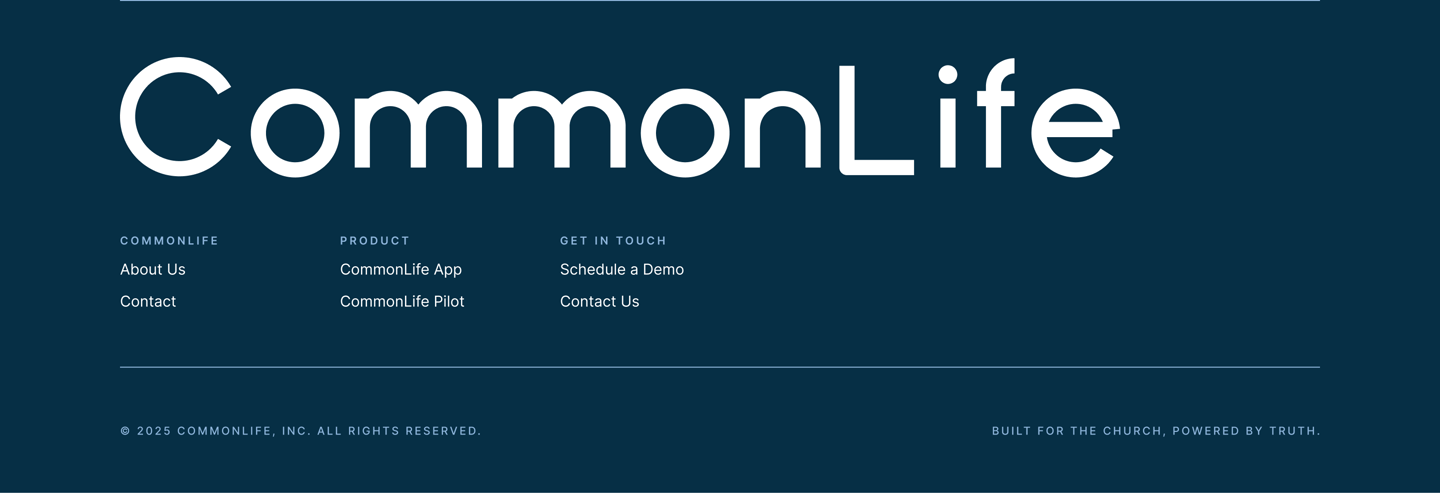 CommonLife
COMMONLIFE
About Us
Contact
PRODUCT
CommonLife App
CommonLife Pilot
GET IN TOUCH
Schedule a Demo
Contact Us
© 2025 COMMONLIFE, INC. ALL RIGHTS RESERVED.
BUILT FOR THE CHURCH, POWERED BY TRUTH.